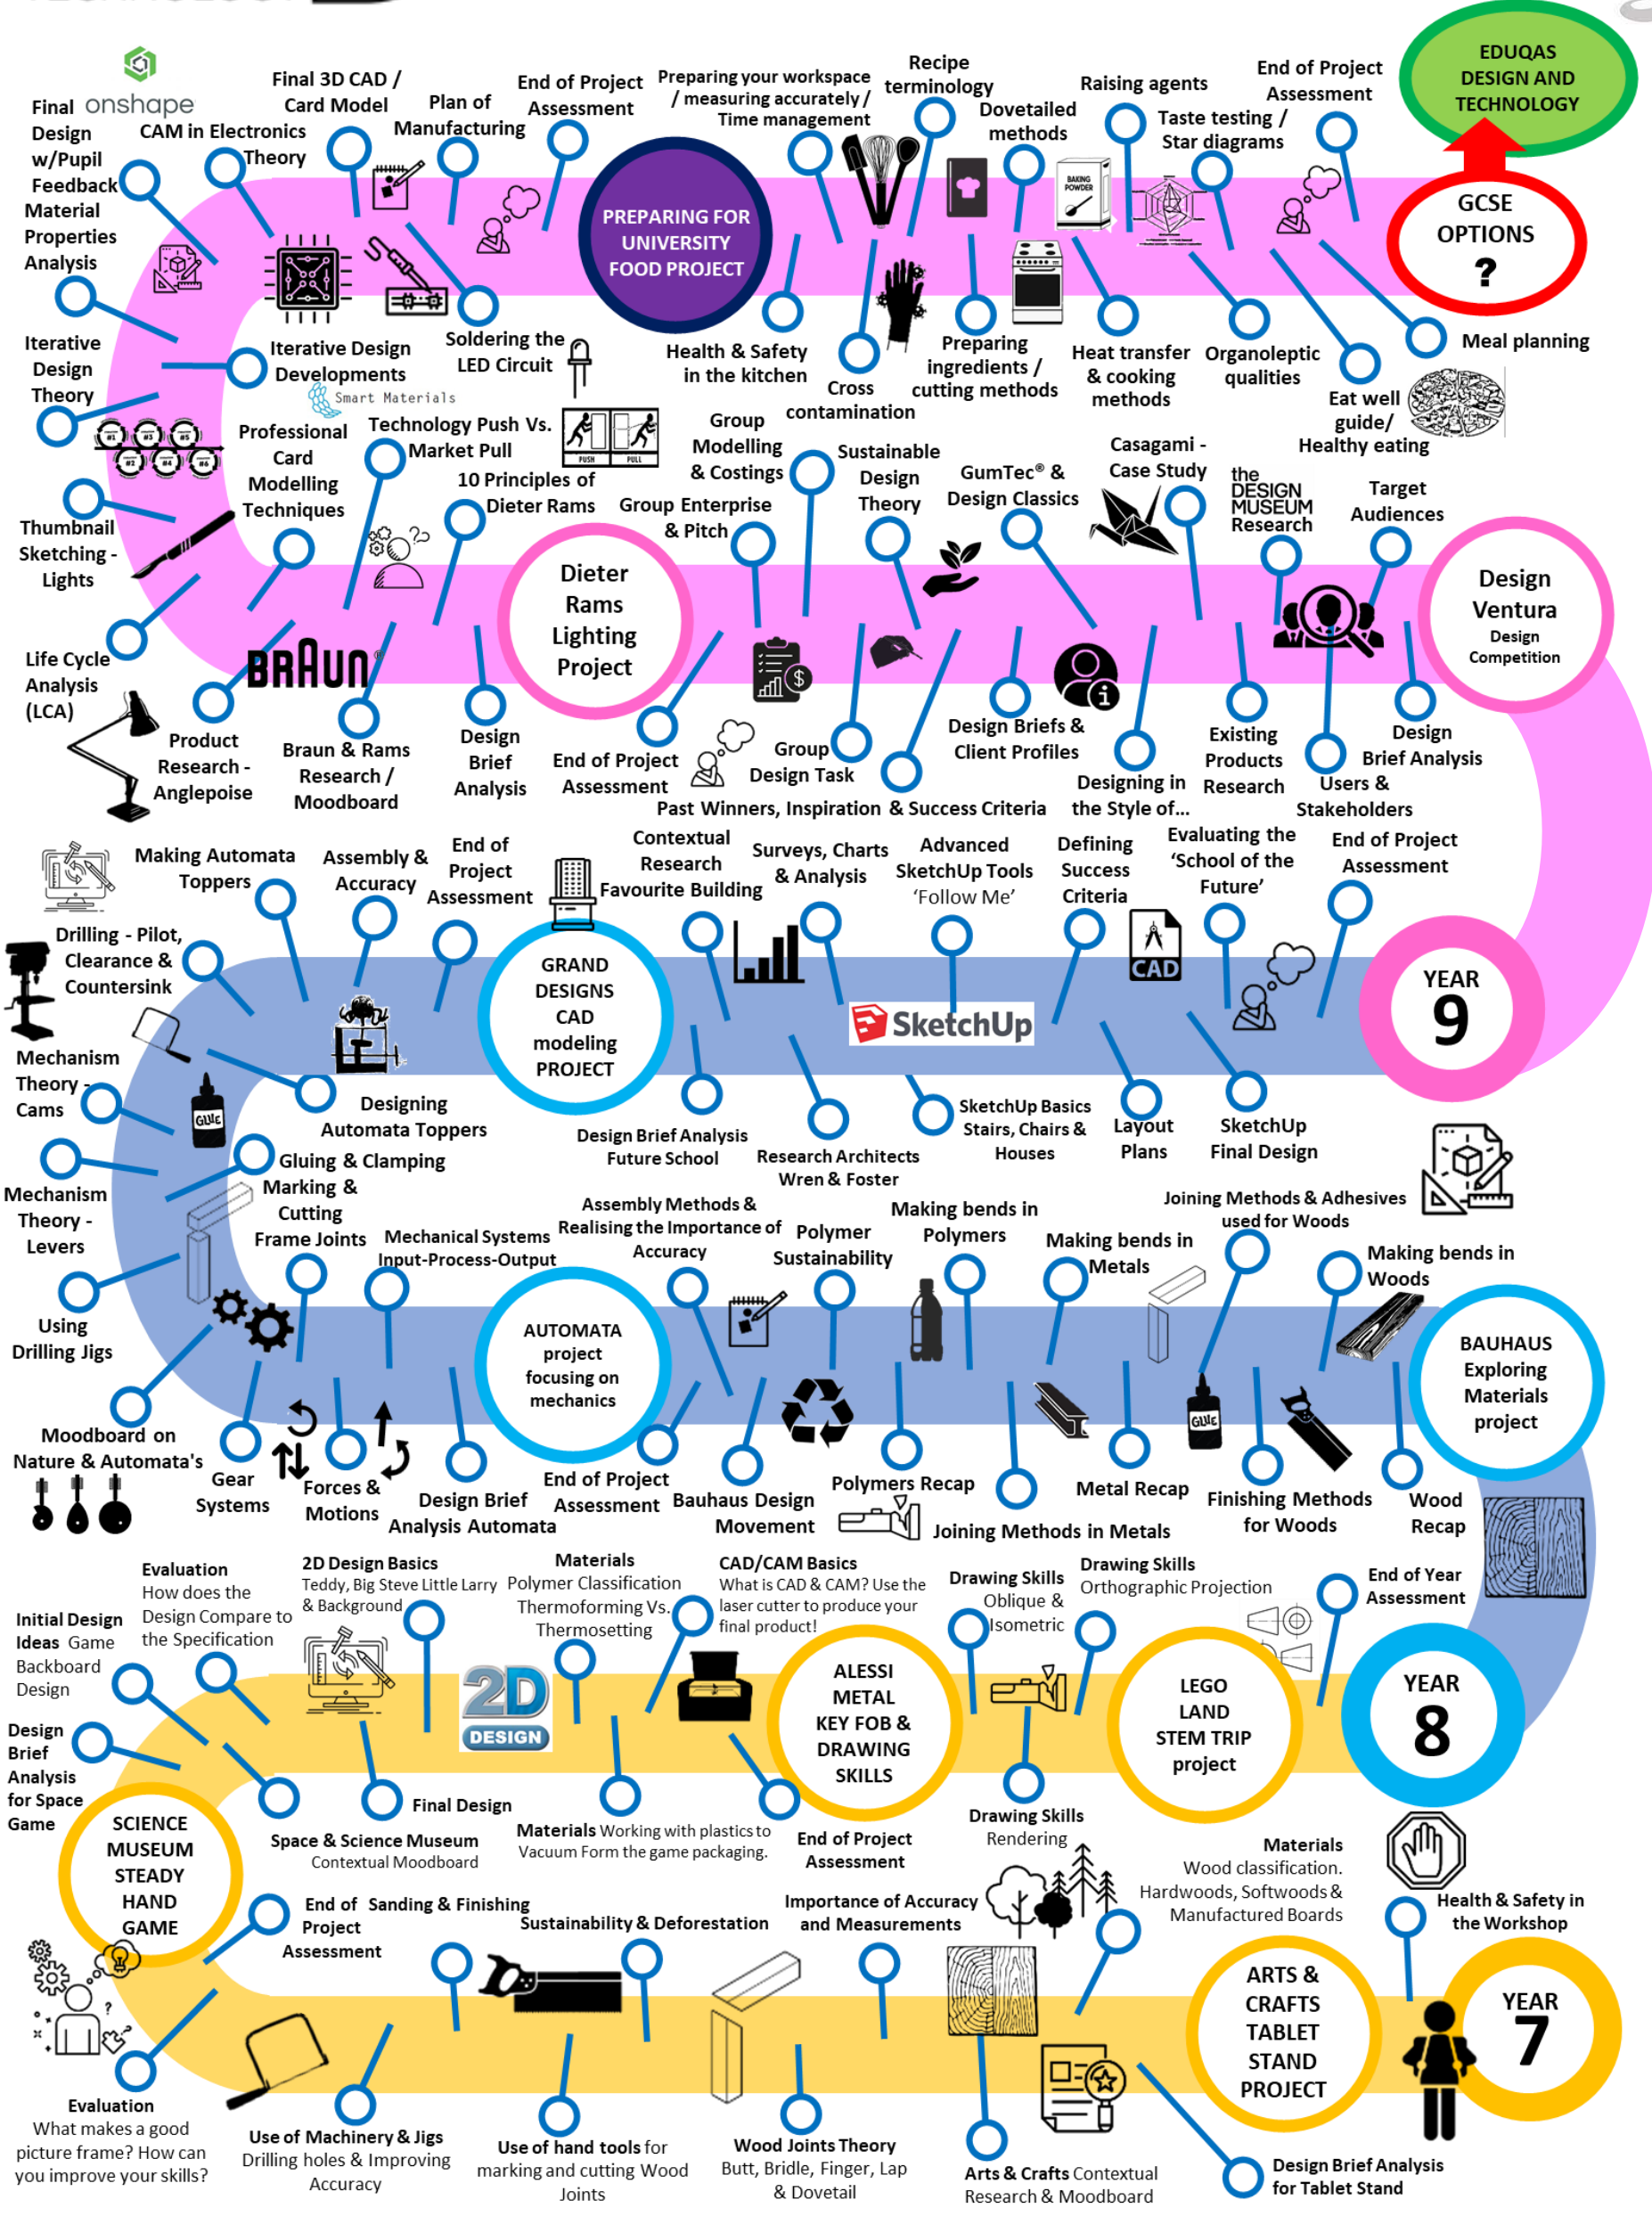 onshape
Final
Design
w/Pupil
Feedback
Material
Properties
Analysis
CAM in Electronics
Theory
Final 3D CAD /
Card Model
Plan of
Manufacturing
End of Project
Assessment
PREPARING FOR
UNIVERSITY
FOOD PROJECT
Preparing your workspace
/ measuring accurately /
Time management
Recipe
terminology
Dovetailed
methods
BAKING
POWDER
Raising agents
Taste testing /
Star diagrams
End of Project
Assessment
EDUQAS
DESIGN AND
TECHNOLOGY
GCSE
OPTIONS
?
Iterative
Design
Theory
Iterative Design
Developments
Smart Materials
Soldering the
LED Circuit
Health & Safety
in the kitchen
Cross
contamination
Preparing
ingredients /
cutting methods
Heat transfer
& cooking
methods
Organoleptic
qualities
Eat well
guide/
Healthy eating
Meal planning
#1 #3 #5
#2 #4 #6
Thumbnail
Sketching -
Lights
Professional
Card
Modelling
Techniques
Technology Push Vs.
Market Pull
PUSH PULL
10 Principles of
Dieter Rams
Group Enterprise
& Pitch
Group
Modelling
& Costings
Sustainable
Design
Theory
GumTec® &
Design Classics
Casagami -
Case Study
the
DESIGN
MUSEUM
Research
Target
Audiences
Design
Ventura
Design
Competition
Dieter
Rams
Lighting
Project
Life Cycle
Analysis
(LCA)
BRAUN
Product
Research -
Anglepoise
Braun & Rams
Research /
Moodboard
Design
Brief
Analysis
End of Project
Assessment
Group
Design Task
Past Winners, Inspiration & Success Criteria
Design Briefs &
Client Profiles
Designing in
the Style of...
Existing
Products
Research
Users &
Stakeholders
Design
Brief Analysis
Making Automata
Toppers
Assembly &
Accuracy
End of
Project
Assessment
Contextual
Research
Favourite Building
Surveys, Charts
& Analysis
Advanced
SketchUp Tools
‘Follow Me’
Defining
Success
Criteria
CAD
Evaluating the
‘School of the
Future’
End of Project
Assessment
YEAR
9
Drilling - Pilot,
Clearance &
Countersink
GRAND
DESIGNS
CAD
modeling
PROJECT
SketchUp
Mechanism
Theory -
Cams
GLUE
Designing
Automata Toppers
Design Brief Analysis
Future School
Research Architects
Wren & Foster
SketchUp Basics
Stairs, Chairs &
Houses
Layout
Plans
SketchUp
Final Design
Mechanism
Theory -
Levers
Gluing & Clamping
Marking &
Cutting
Frame Joints
Mechanical Systems
Input-Process-Output
Assembly Methods &
Realising the Importance of
Accuracy
Polymer
Sustainability
Making bends in
Polymers
Making bends in
Metals
Joining Methods & Adhesives
used for Woods
Making bends in
Woods
Using
Drilling Jigs
AUTOMATA
project
focusing on
mechanics
BAUHAUS
Exploring
Materials
project
GLUE
Moodboard on
Nature & Automata's
Gear
Systems
Forces &
Motions
Design Brief
Analysis Automata
End of Project
Assessment
Bauhaus Design
Movement
Polymers Recap
Joining Methods in Metals
Metal Recap
Finishing Methods
for Woods
Wood
Recap
Initial Design
Ideas Game
Backboard
Design
Evaluation
How does the
Design Compare to
the Specification
2D Design Basics
Teddy, Big Steve Little Larry
& Background
Materials
Polymer Classification
Thermoforming Vs.
Thermosetting
CAD/CAM Basics
What is CAD & CAM? Use the
laser cutter to produce your
final product!
Drawing Skills
Oblique &
Isometric
Drawing Skills
Orthographic Projection
End of Year
Assessment
2D
DESIGN
ALESSI
METAL
KEY FOB &
DRAWING
SKILLS
LEGO
LAND
STEM TRIP
project
YEAR
8
Design
Brief
Analysis
for Space
Game
SCIENCE
MUSEUM
STEADY
HAND
GAME
Space & Science Museum
Contextual Moodboard
Final Design
Materials Working with plastics to
Vacuum Form the game packaging.
End of Project
Assessment
Drawing Skills
Rendering
Materials
Wood classification.
Hardwoods, Softwoods &
Manufactured Boards
Health & Safety in
the Workshop
End of
Project
Assessment
Sanding & Finishing
Sustainability & Deforestation
Importance of Accuracy
and Measurements
ARTS &
CRAFTS
TABLET
STAND
PROJECT
YEAR
7
Evaluation
What makes a good
picture frame? How can
you improve your skills?
Use of Machinery & Jigs
Drilling holes & Improving
Accuracy
Use of hand tools for
marking and cutting Wood
Joints
Wood Joints Theory
Butt, Bridle, Finger, Lap
& Dovetail
Arts & Crafts Contextual
Research & Moodboard
Design Brief Analysis
for Tablet Stand